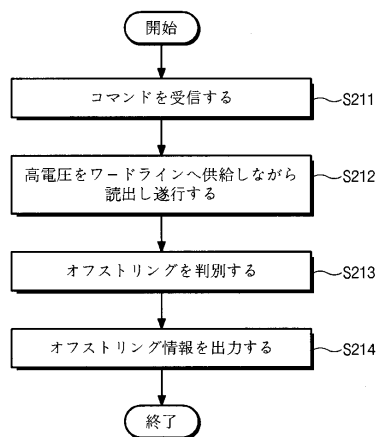 開始
コマンドを受信する
S211
高電圧をワードラインへ供給しながら
読出し遂行する
S212
オフストリングを判別する
S213
オフストリング情報を出力する
S214
終了